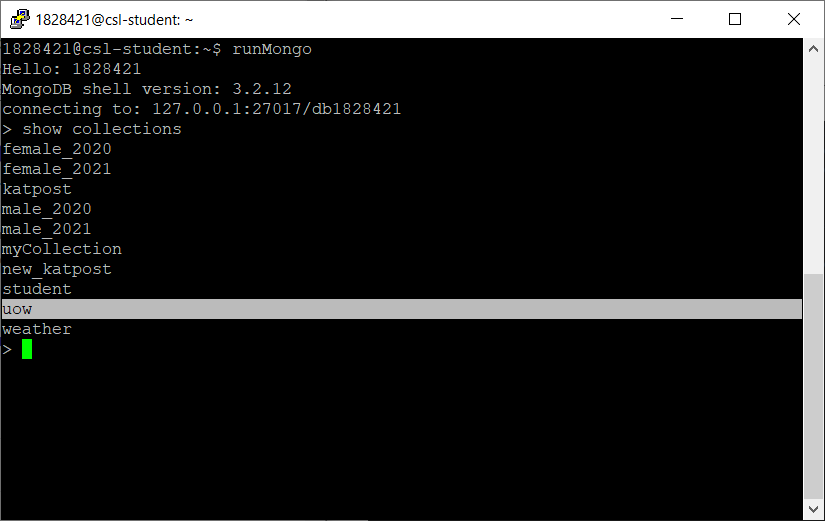 1828421@csl-student: ~
1828421@csl-student:~$ runMongo
Hello: 1828421
MongoDB shell version: 3.2.12
connecting to: 127.0.0.1:27017/db1828421
> show collections
female_2020
female_2021
katpost
male_2020
male_2021
myCollection
new_katpost
student
uow
weather
>